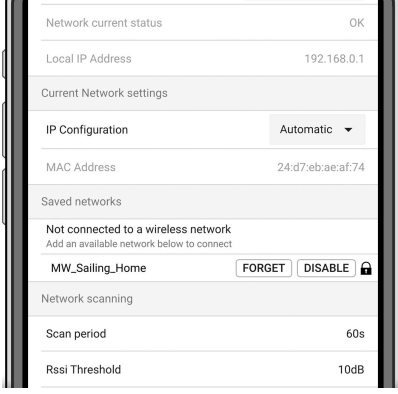 Network current status OK
Local IP Address 192.168.0.1
Current Network settings
IP Configuration Automatic
MAC Address 24:d7:eb:ae:af:74
Saved networks
Not connected to a wireless network
Add an available network below to connect
MW_Sailing_Home FORGET DISABLE
Network scanning
Scan period 60s
Rssi Threshold 10dB